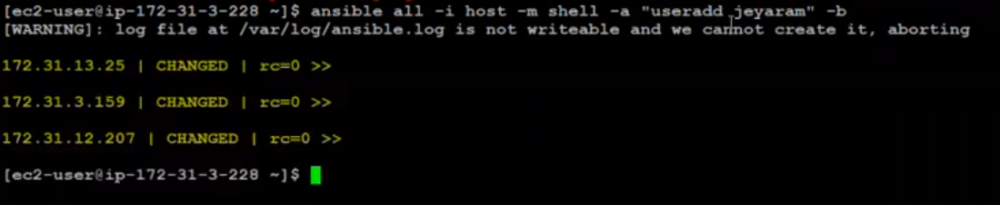 [ec2-user@ip-172-31-3-228 ~]$ ansible all -i host -m shell -a "useradd jeyaram" -b
[WARNING]: log file at /var/log/ansible.log is not writeable and we cannot create it, aborting
172.31.13.25 | CHANGED | rc=0 >>
172.31.3.159 | CHANGED | rc=0 >>
172.31.12.207 | CHANGED | rc=0 >>
[ec2-user@ip-172-31-3-228 ~]$